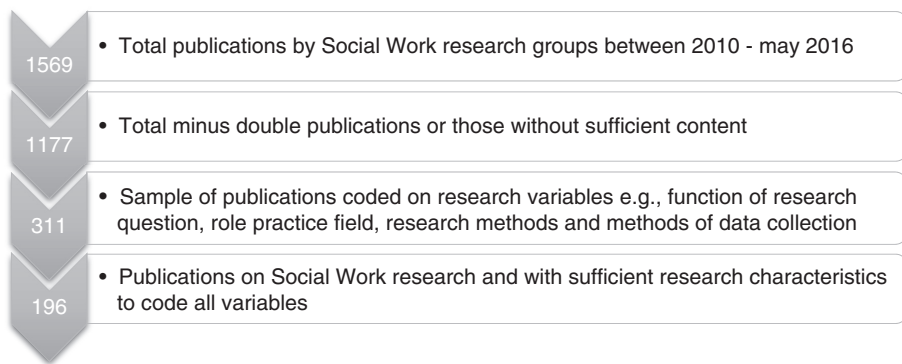 1569
• Total publications by Social Work research groups between 2010 - may 2016
1177
• Total minus double publications or those without sufficient content
311
• Sample of publications coded on research variables e.g., function of research
question, role practice field, research methods and methods of data collection
196
• Publications on Social Work research and with sufficient research characteristics
to code all variables